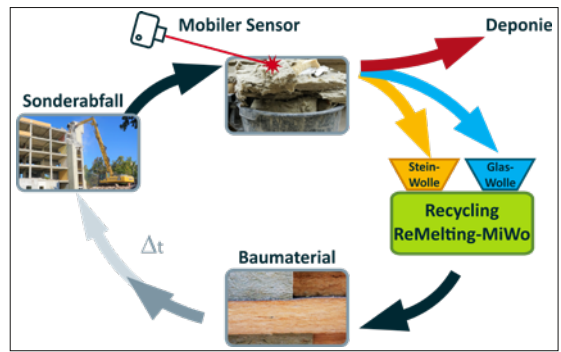 Mobiler Sensor
Deponie
Sonderabfall
Stein-
Wolle
Glas-
Wolle
Recycling
ReMelting-MiWo
Δt
Baumaterial